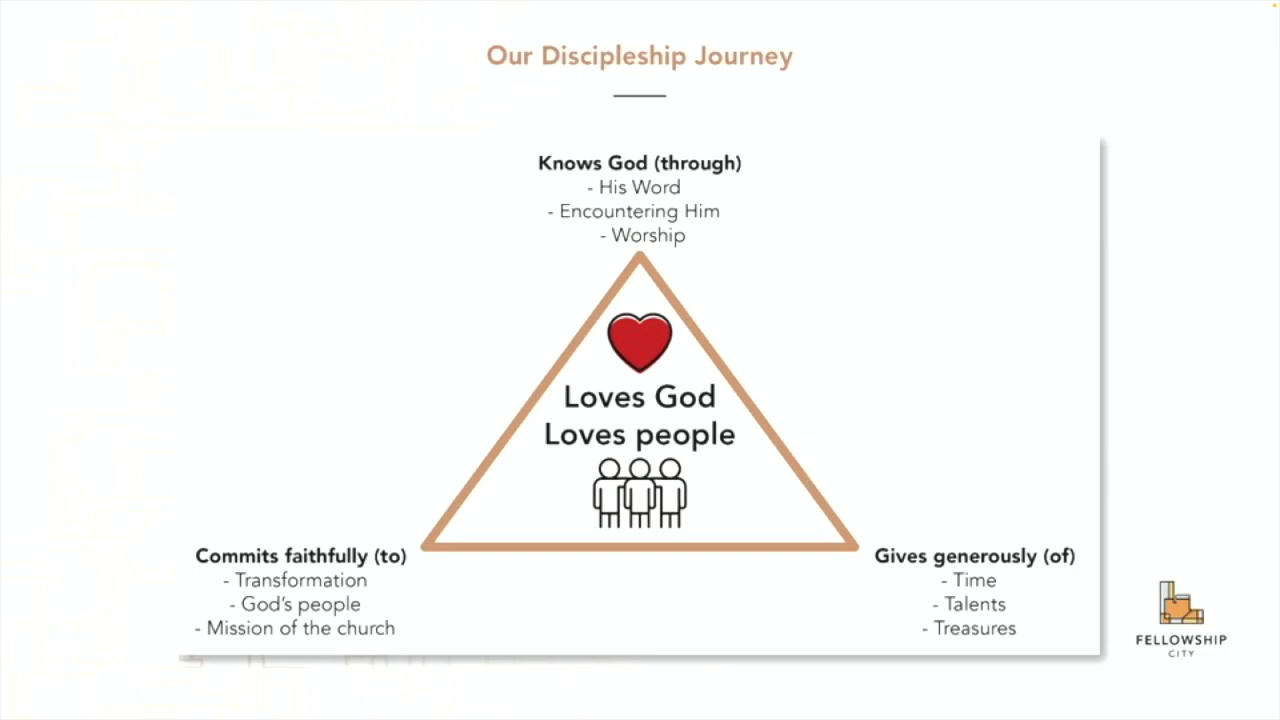 Our Discipleship Journey
Knows God (through)
- His Word
- Encountering Him
- Worship
Loves God
Loves people
Commits faithfully (to)
- Transformation
- God's people
- Mission of the church
Gives generously (of)
- Time
- Talents
- Treasures
FELLOWSHIP
CITY